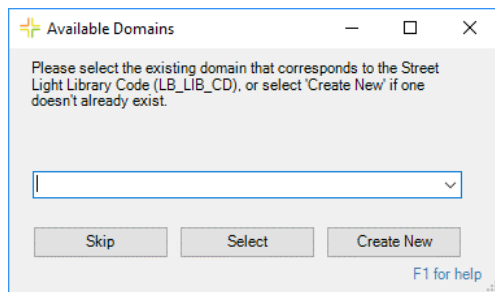 Available Domains
Please select the existing domain that corresponds to the Street
Light Library Code (LB_LIB_CD), or select 'Create New' if one
doesn't already exist.
Skip
Select
Create New
F1 for help